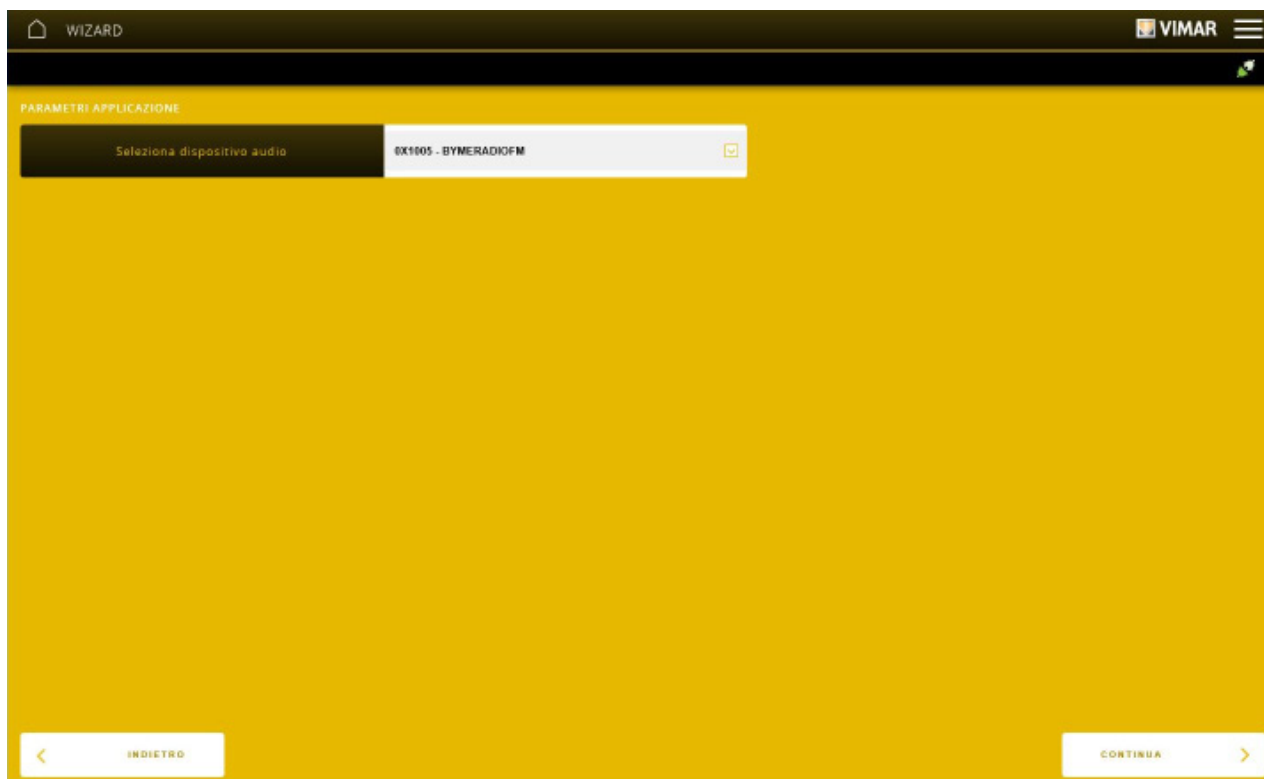 WIZARD
VIMAR
PARAMETRI APPLICAZIONE
Seleziona dispositivo audio
0X1005 - BYMERADIOFM
INDIETRO
CONTINUA